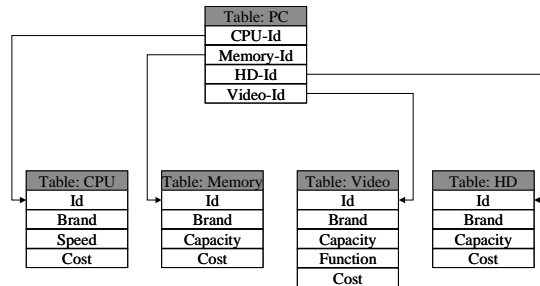 Table: PC
CPU-Id
Memory-Id
HD-Id
Video-Id
Table: CPU
Id
Brand
Speed
Cost
Table: Memory
Id
Brand
Capacity
Cost
Table: Video
Id
Brand
Capacity
Function
Cost
Table: HD
Id
Brand
Capacity
Cost